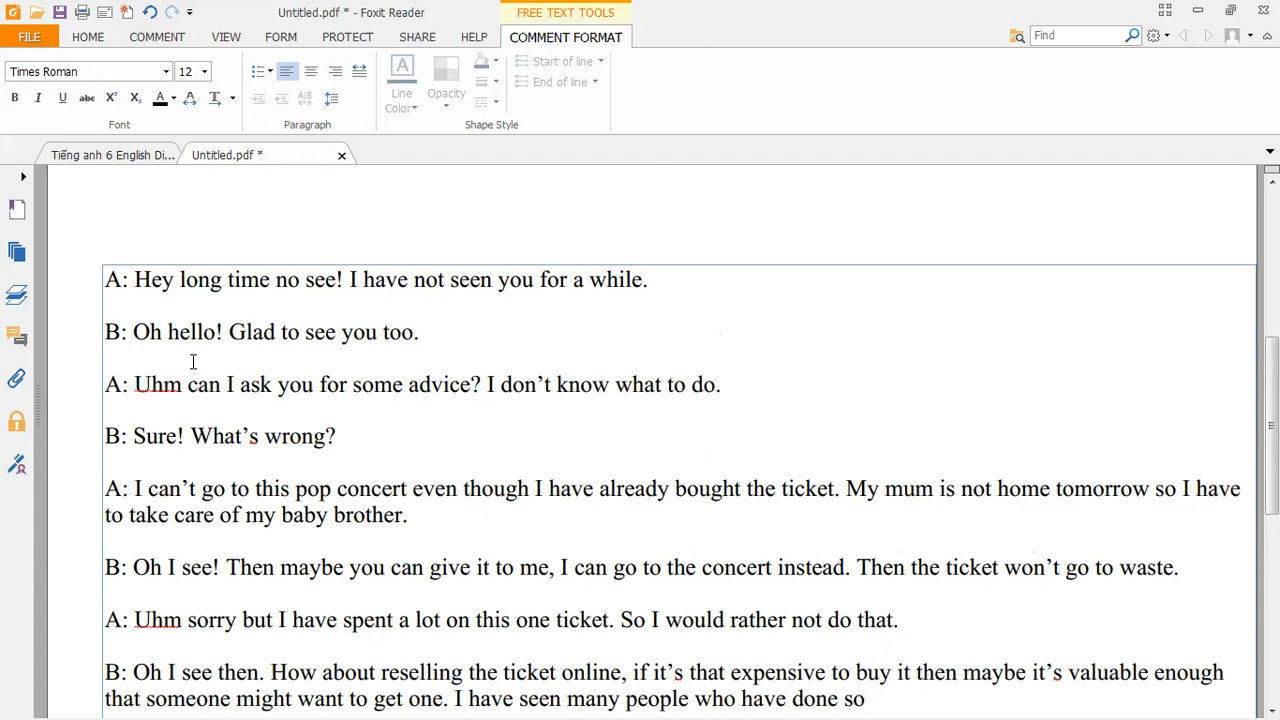 Untitled.pdf * - Foxit Reader
FREE TEXT TOOLS
FILE HOME COMMENT VIEW FORM PROTECT SHARE HELP COMMENT FORMAT
Find
Times Roman 12
Line Color
Opacity
Start of line
End of line
Font Paragraph Shape Style
Tiếng anh 6 English Di... Untitled.pdf *
A: Hey long time no see! I have not seen you for a while.
B: Oh hello! Glad to see you too.
A: Uhm can I ask you for some advice? I don’t know what to do.
B: Sure! What’s wrong?
A: I can’t go to this pop concert even though I have already bought the ticket. My mum is not home tomorrow so I have
to take care of my baby brother.
B: Oh I see! Then maybe you can give it to me, I can go to the concert instead. Then the ticket won’t go to waste.
A: Uhm sorry but I have spent a lot on this one ticket. So I would rather not do that.
B: Oh I see then. How about reselling the ticket online, if it’s that expensive to buy it then maybe it’s valuable enough
that someone might want to get one. I have seen many people who have done so